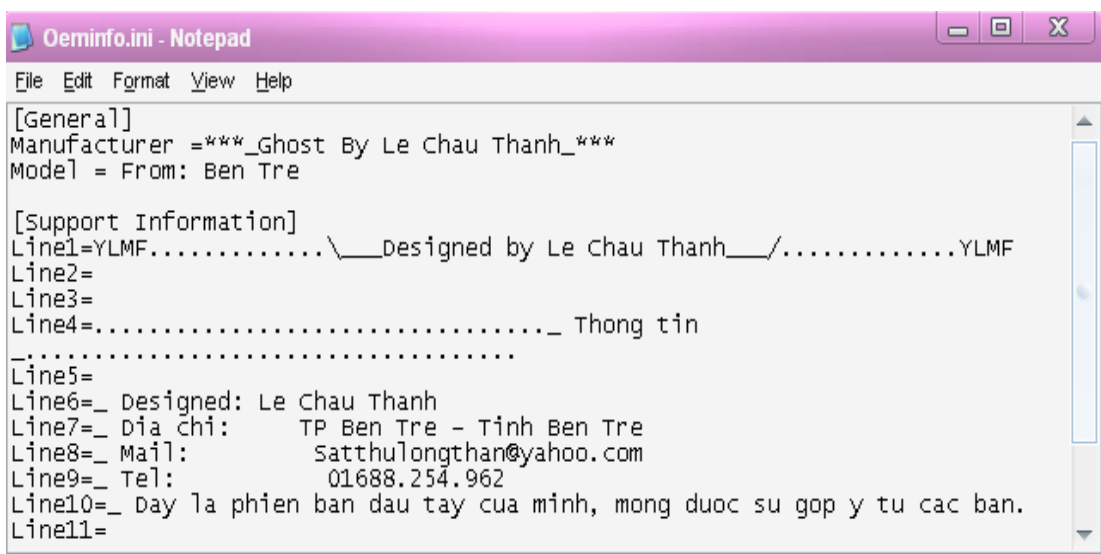 Oeminfo.ini - Notepad
File Edit Format View Help
[General]
Manufacturer =***_Ghost By Le Chau Thanh_***
Model = From: Ben Tre
[Support Information]
Line1=YLMF.............\___Designed by Le Chau Thanh___/.............YLMF
Line2=
Line3=
Line4=................................._ Thong tin
_....................................
Line5=
Line6=_ Designed: Le Chau Thanh
Line7=_ Dia chi:     TP Ben Tre – Tinh Ben Tre
Line8=_ Mail:         Satthulongthan@yahoo.com
Line9=_ Tel:           01688.254.962
Line10=_ Day la phien ban dau tay cua minh, mong duoc su gop y tu cac ban.
Line11=